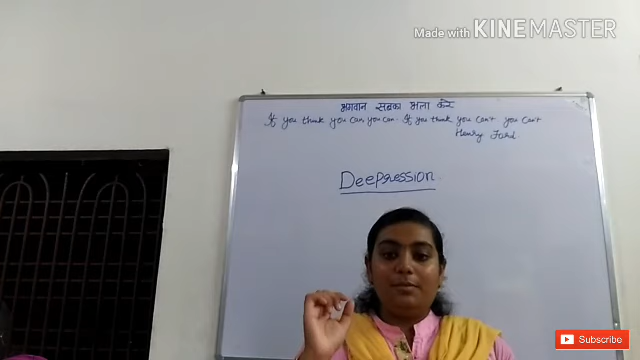 Made with KINEMASTER
भगवान सबका भला करे
If you think you can you can. If you think you can't you can't
Henry Ford.
Deepression
Subscribe